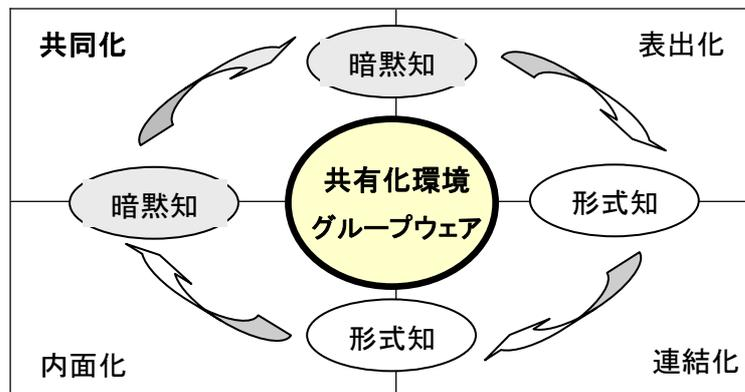 共同化
暗黙知
表出化
暗黙知
共有化環境
グループウェア
形式知
形式知
内面化
連結化